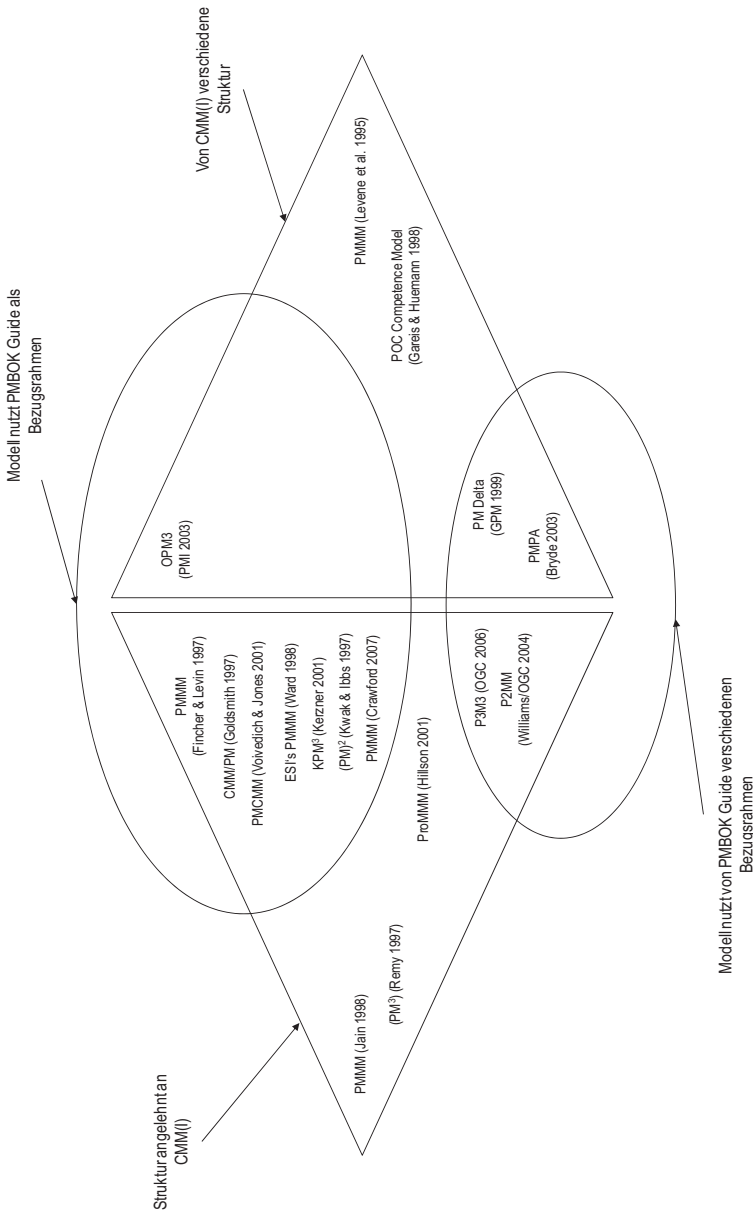 Modell nutzt PMBOK Guide als
Bezugsrahmen
Struktur angelehnt an
CMM(I)
Von CMM(I) verschiedene
Struktur
PMMM
(Fincher & Levin 1997)
CMM/PM (Goldsmith 1997)
PMCMM (Voivedich & Jones 2001)
ESI's PMMM (Ward 1998)
KPM³ (Kerzner 2001)
(PM)² (Kwak & Ibbs 1997)
PMMM (Crawford 2007)
OPM3
(PMI 2003)
PMMM (Jain 1998)
(PM³) (Remy 1997)
ProMMM (Hillson 2001)
PMMM (Levene et al. 1995)
POC Competence Model
(Gareis & Huemann 1998)
P3M3 (OGC 2006)
P2MM
(Williams/OGC 2004)
PM Delta
(GPM 1999)
PMPA
(Bryde 2003)
Modell nutzt von PMBOK Guide verschiedenen
Bezugsrahmen